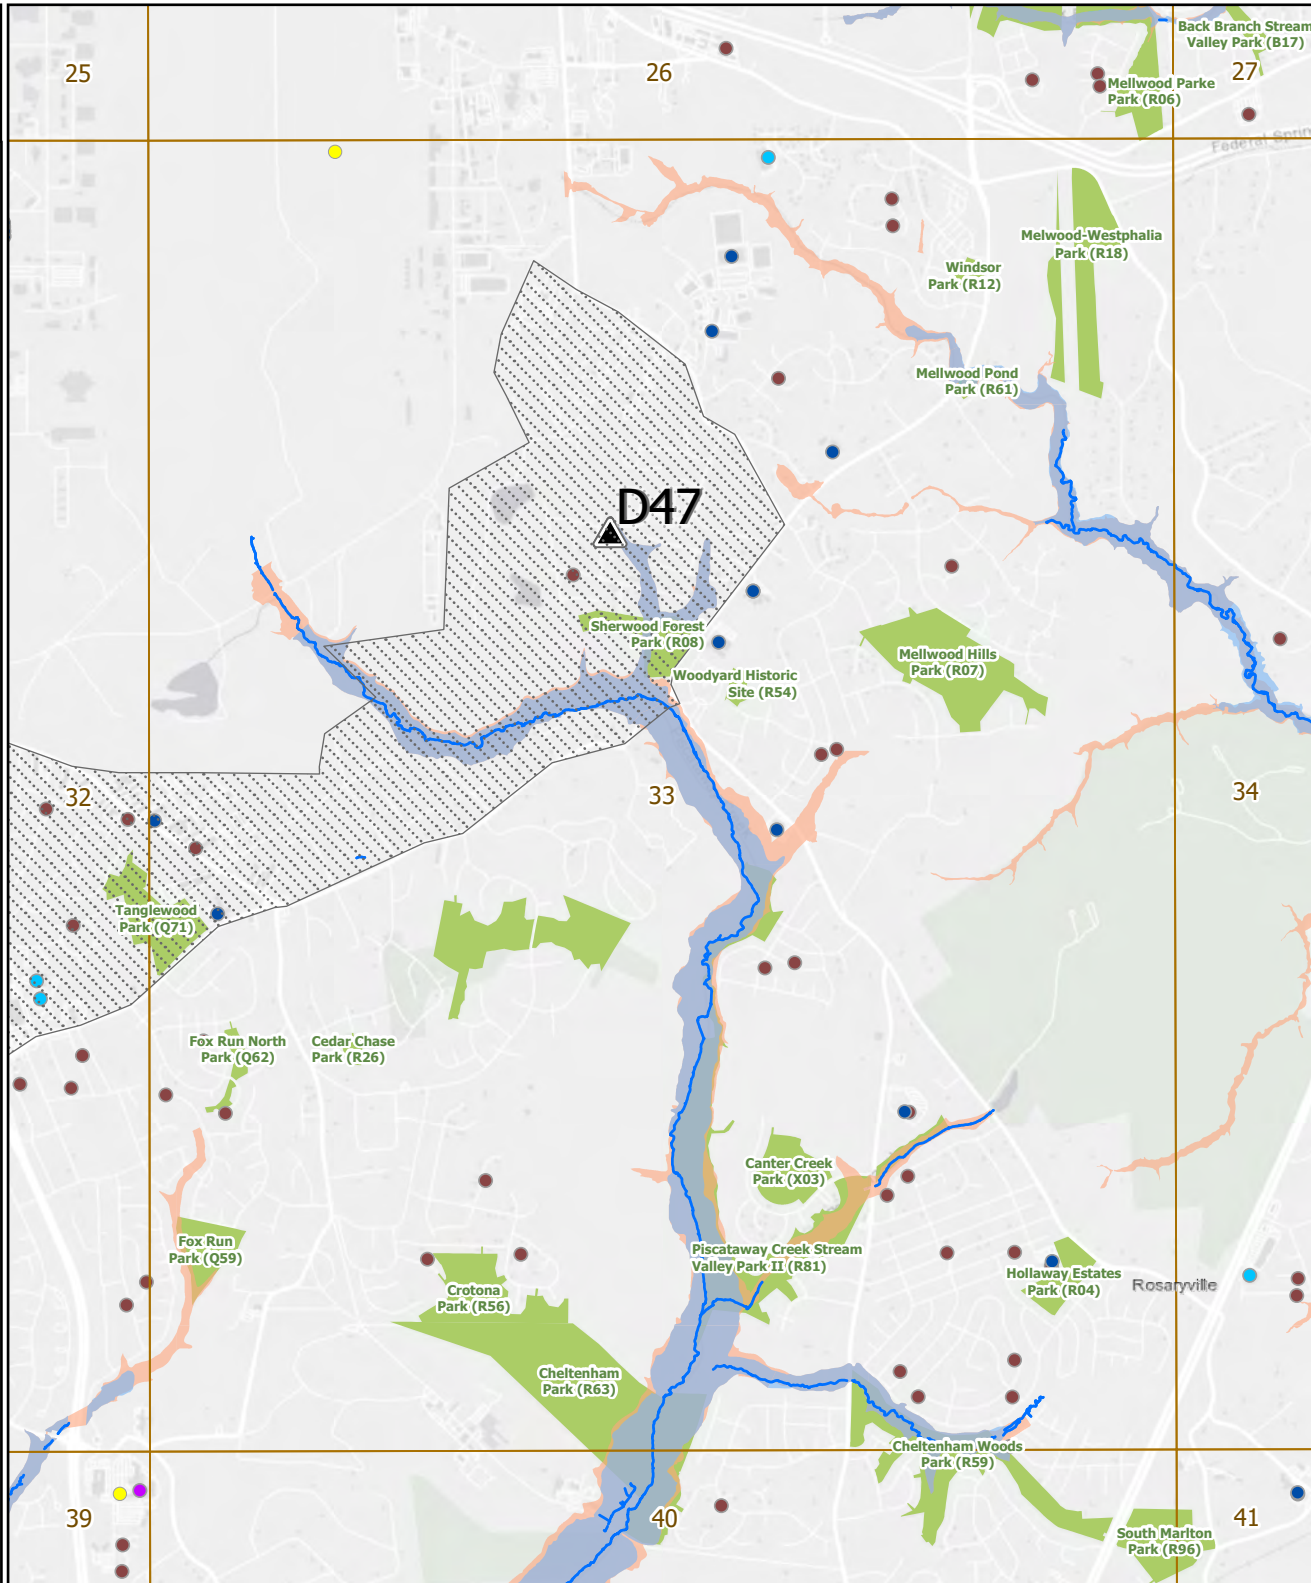 Back Branch Stream
Valley Park (B17)
25
26
27
Mellwood Parke
Park (R06)
Federal Sprin
Melwood-Westphalia
Park (R18)
Windsor
Park (R12)
Mellwood Pond
Park (R61)
D47
Sherwood Forest
Park (R08)
Mellwood Hills
Park (R07)
Woodyard Historic
Site (R54)
32
33
34
Tanglewood
Park (Q71)
Fox Run North
Park (Q62)
Cedar Chase
Park (R26)
Canter Creek
Park (X03)
Fox Run
Park (Q59)
Piscataway Creek Stream
Valley Park II (R81)
Crotona
Park (R56)
Hollaway Estates
Park (R04)
Rosaryville
Cheltenham
Park (R63)
Cheltenham Woods
Park (R59)
39
40
41
South Marlton
Park (R96)